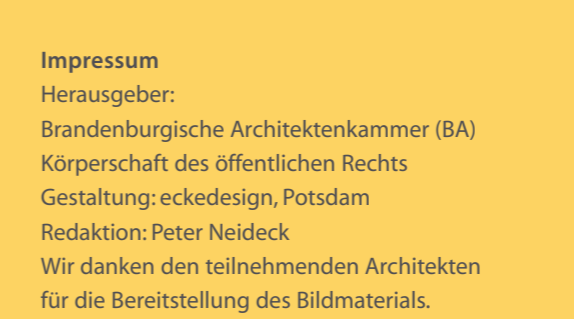 Impressum
Herausgeber:
Brandenburgische Architektenkammer (BA)
Körperschaft des öffentlichen Rechts
Gestaltung: eckedesign, Potsdam
Redaktion: Peter Neideck
Wir danken den teilnehmenden Architekten
für die Bereitstellung des Bildmaterials.